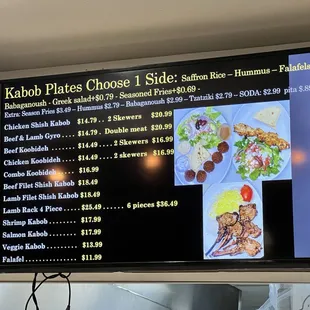 Kabob Plates Choose 1 Side: Saffron Rice – Hummus – Falafels
Babaganoush - Greek salad+$0.79 - Seasoned Fries+$0.69 -
Extra: Season Fries $3.49 – Hummus $2.79 – Babaganoush $2.99 – Tzatziki $2.79 – SODA: $2.99 pita $.85
Chicken Shish Kabob $14.79 . . 2 Skewers $20.99
Beef & Lamb Gyro . . . . $14.79 . Double meat $20.99
Beef Koobideh . . . . . . . $14.49 . . . 2 skewers $16.99
Chicken Koobideh . . . . $14.49 . . . 2 skewers $16.99
Combo Koobideh . . . . . $16.99
Beef Filet Shish Kabob $18.49
Lamb Filet Shish Kabob $18.49
Lamb Rack 4 Piece . . . . . $25.49 . . . . . . 6 pieces $36.49
Shrimp Kabob . . . . . . . $17.99
Salmon Kabob . . . . . . . $17.99
Veggie Kabob . . . . . . . . $13.99
Falafel . . . . . . . . . . . . . $11.99